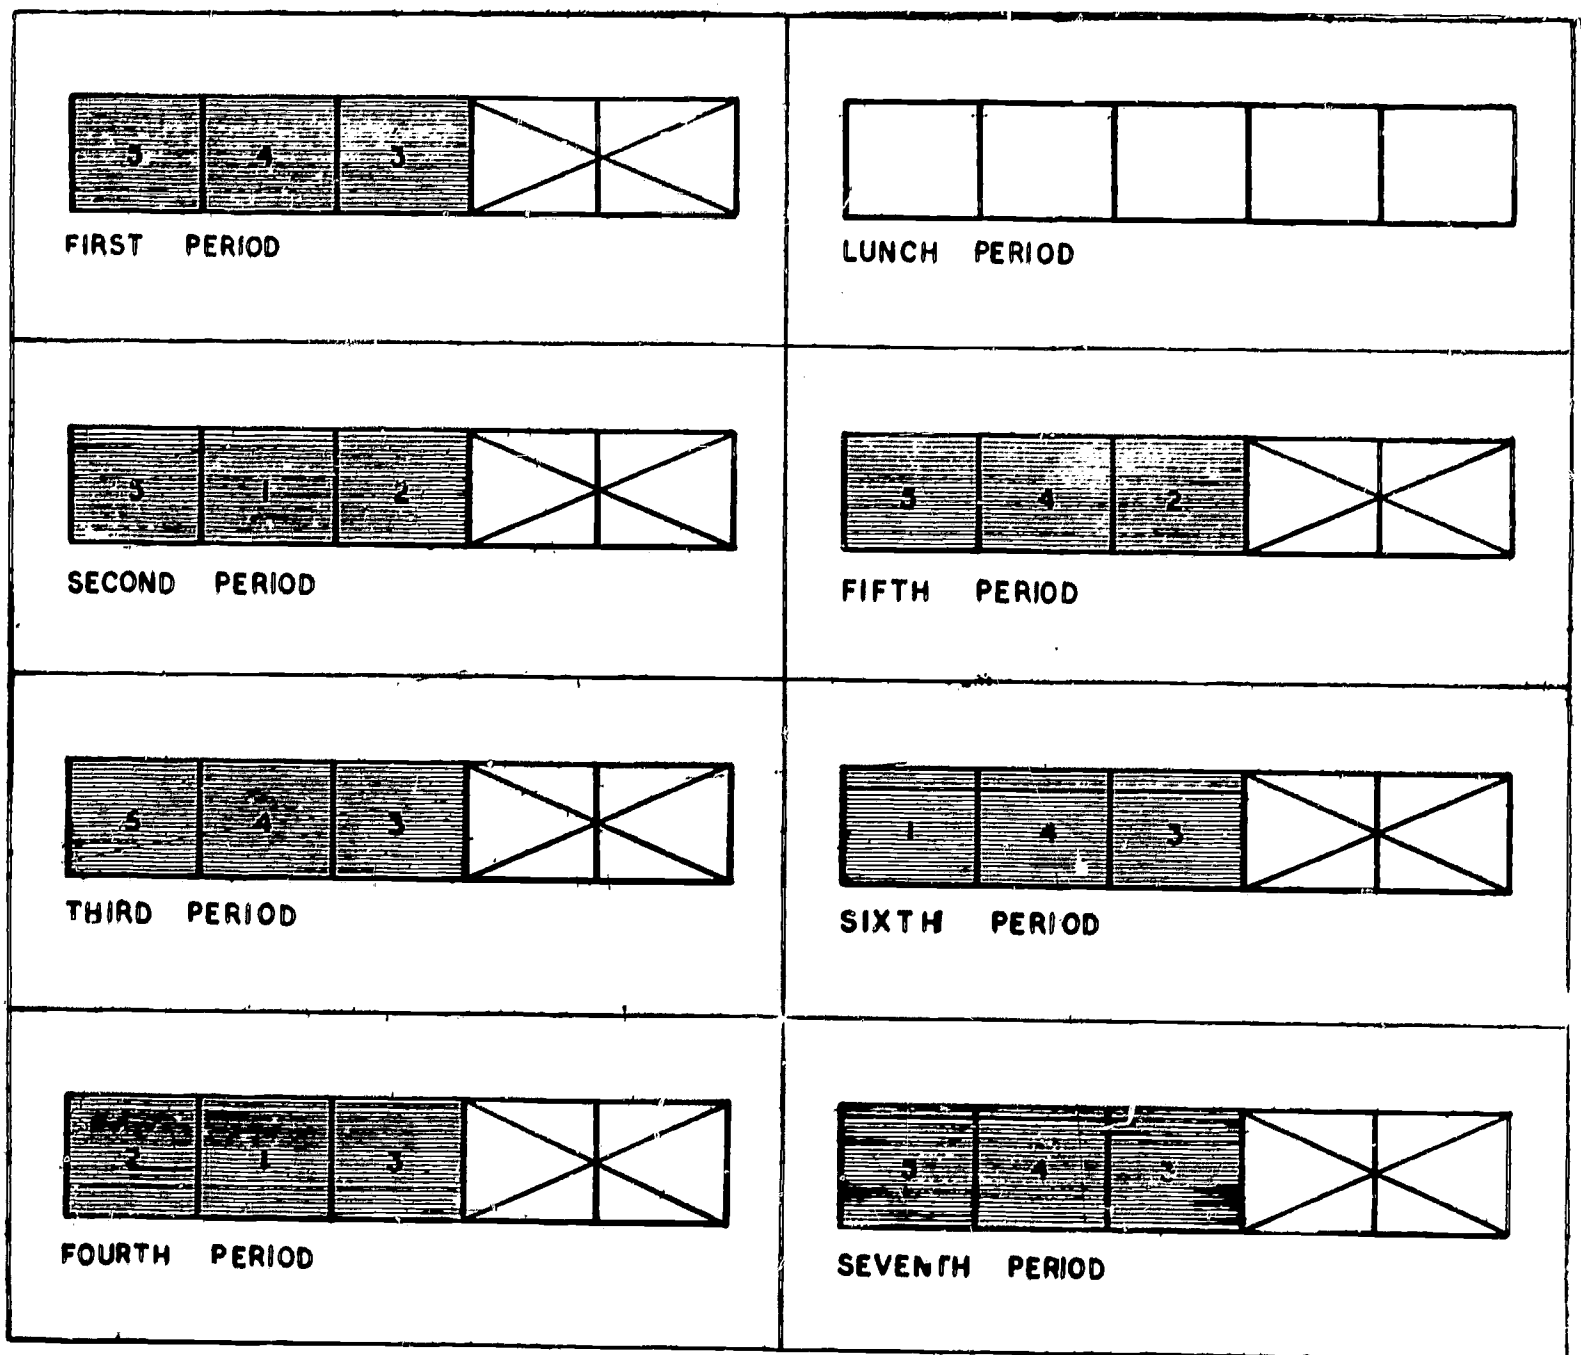 5 4 3
FIRST PERIOD
5 1 2
SECOND PERIOD
5 4 3
THIRD PERIOD
2 1 3
FOURTH PERIOD
LUNCH PERIOD
5 4 2
FIFTH PERIOD
1 4 3
SIXTH PERIOD
5 4 3
SEVENTH PERIOD